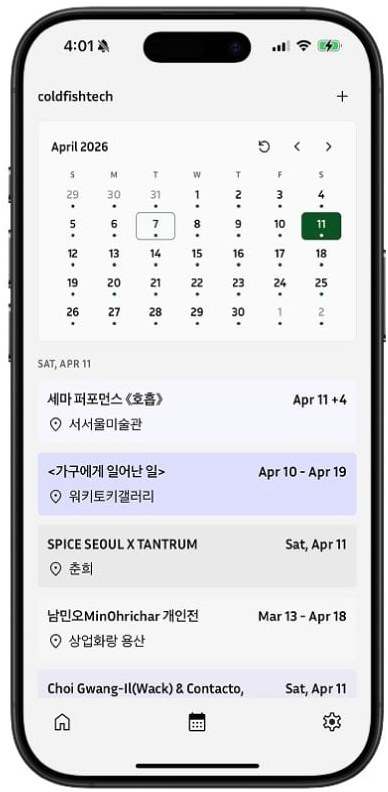 4:01
coldfishtech
April 2026
S M T W T F S
29 30 31 1 2 3 4
5 6 7 8 9 10 11
12 13 14 15 16 17 18
19 20 21 22 23 24 25
26 27 28 29 30 1 2
SAT, APR 11
세마 퍼포먼스 《호흡》 Apr 11 +4
서서울미술관
<가구에게 일어난 일> Apr 10 - Apr 19
워키토키갤러리
SPICE SEOUL X TANTRUM Sat, Apr 11
춘희
남민오MinOhrichar 개인전 Mar 13 - Apr 18
상업화랑 용산
Choi Gwang-Il(Wack) & Contacto, Sat, Apr 11